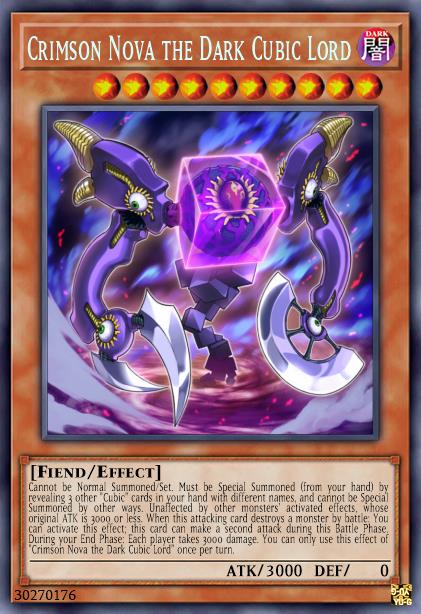 CRIMSON NOVA THE DARK CUBIC LORD
DARK
闇
[FIEND/EFFECT]
Cannot be Normal Summoned/Set. Must be Special Summoned (from your hand) by
revealing 3 other "Cubic" cards in your hand with different names, and cannot be Special
Summoned by other ways. Unaffected by other monsters' activated effects, whose
original ATK is 3000 or less. When this attacking card destroys a monster by battle: You
can activate this effect; this card can make a second attack during this Battle Phase.
During your End Phase: Each player takes 3000 damage. You can only use this effect of
"Crimson Nova the Dark Cubic Lord" once per turn.
ATK/3000 DEF/ 0
30270176